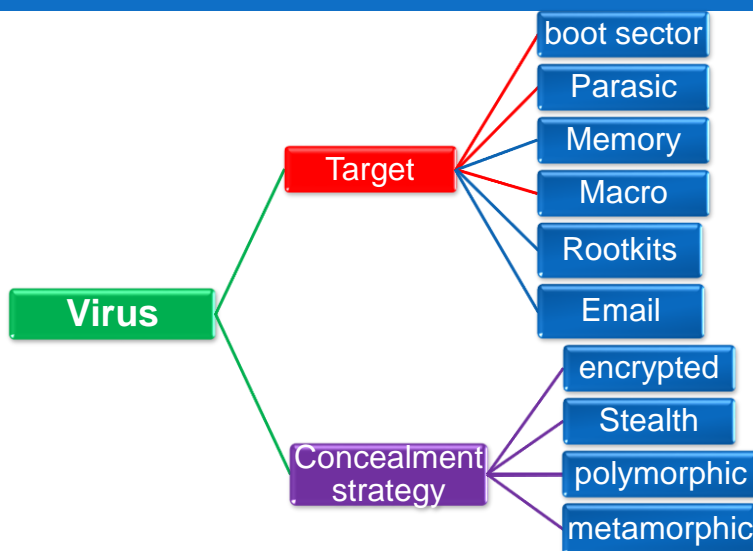 boot sector
Parasic
Memory
Target
Macro
Rootkits
Virus
Email
encrypted
Stealth
Concealment
strategy
polymorphic
metamorphic